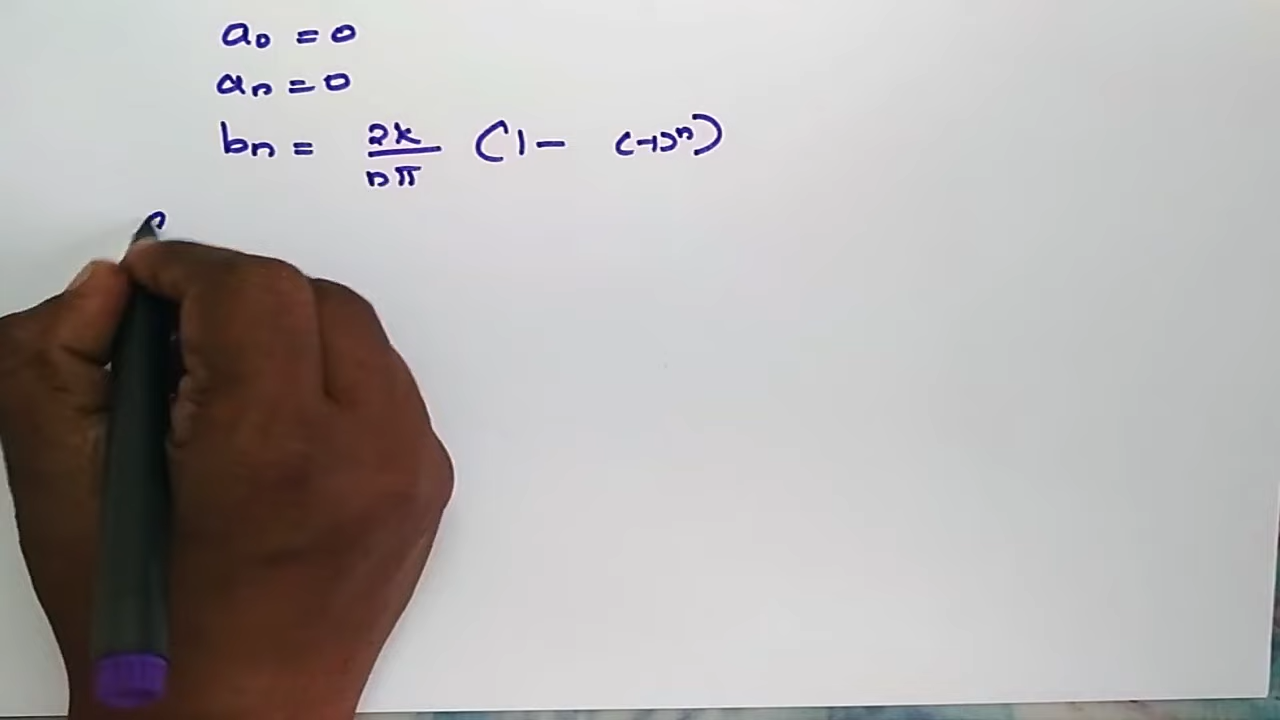 a₀ = 0
aₙ = 0
bₙ = 2k/nπ (1 - (-1)ⁿ)